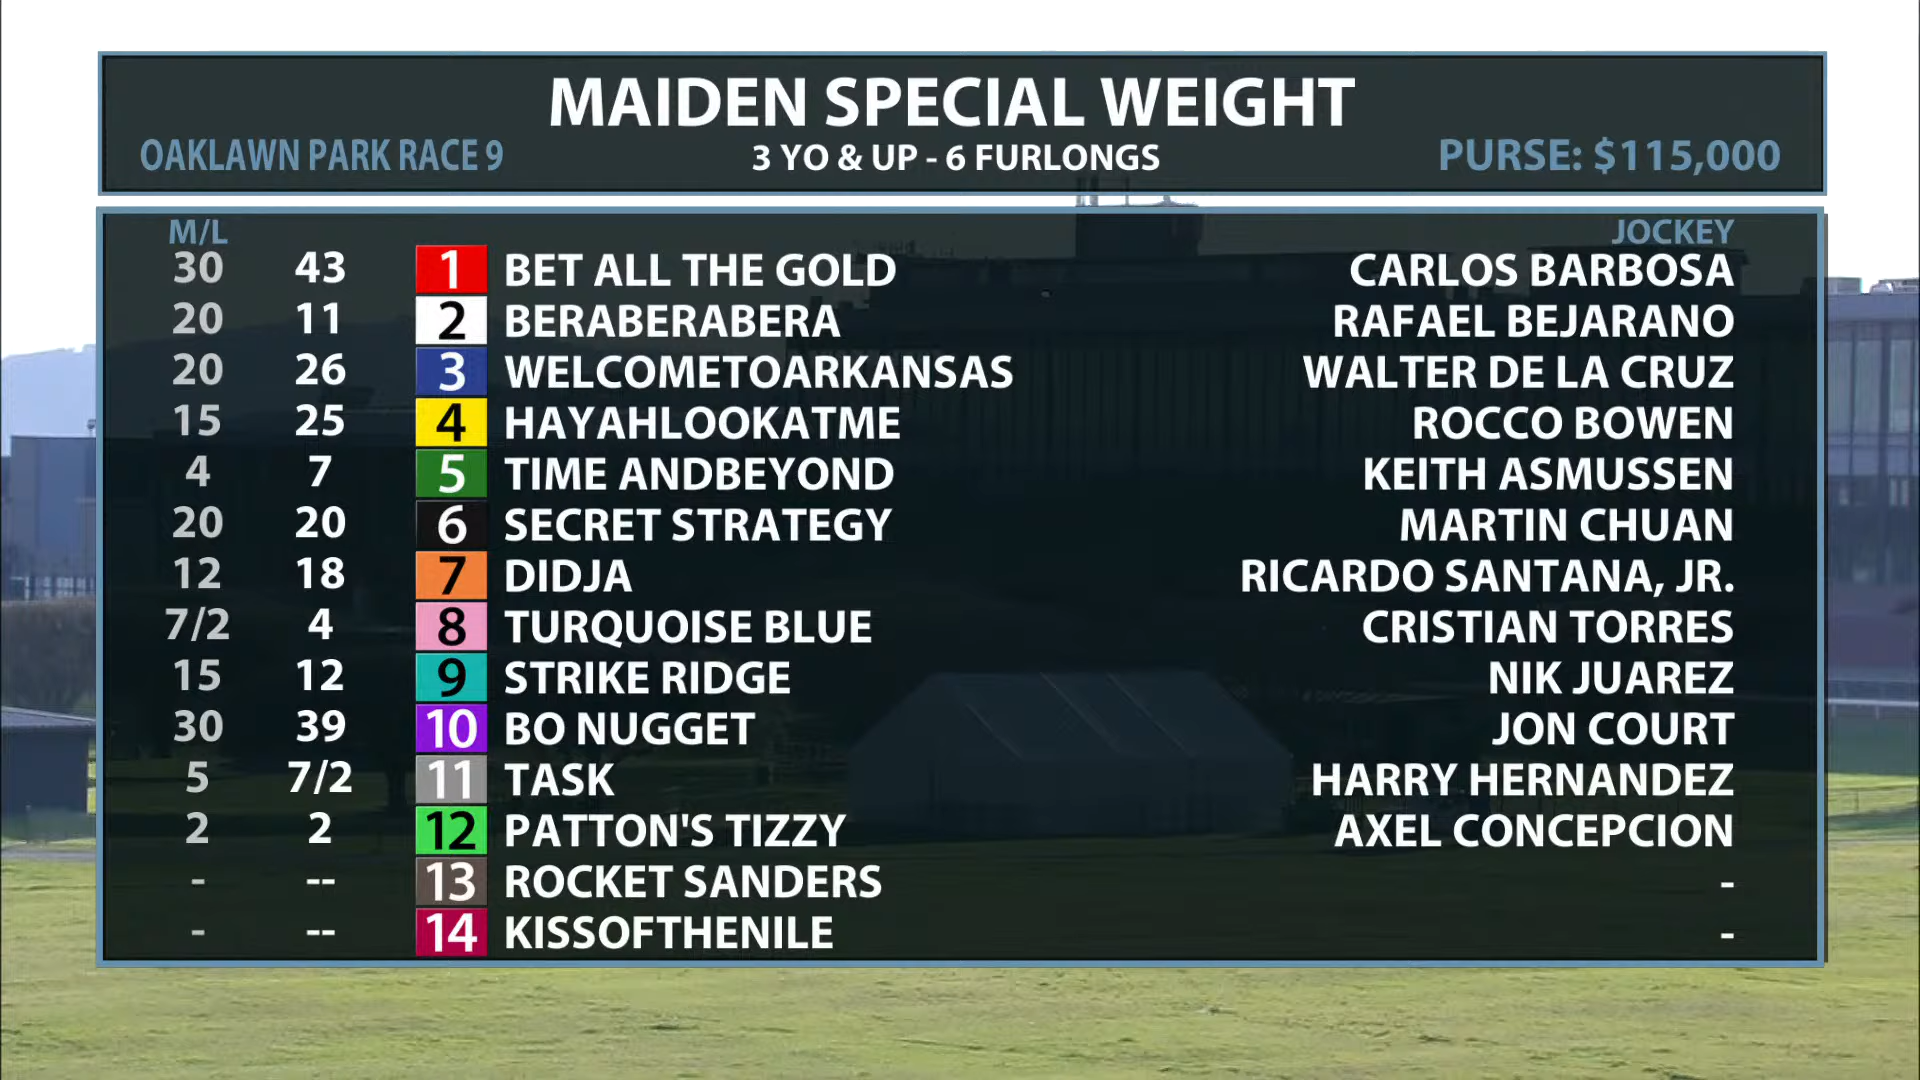 MAIDEN SPECIAL WEIGHT
OAKLAWN PARK RACE 9 3 YO & UP - 6 FURLONGS PURSE: $115,000
M/L JOCKEY
30 43 1 BET ALL THE GOLD CARLOS BARBOSA
20 11 2 BERABERABERA RAFAEL BEJARANO
20 26 3 WELCOMETOARKANSAS WALTER DE LA CRUZ
15 25 4 HAYAHLOOKATME ROCCO BOWEN
4 7 5 TIME ANDBEYOND KEITH ASMUSSEN
20 20 6 SECRET STRATEGY MARTIN CHUAN
12 18 7 DIDJA RICARDO SANTANA, JR.
7/2 4 8 TURQUOISE BLUE CRISTIAN TORRES
15 12 9 STRIKE RIDGE NIK JUAREZ
30 39 10 BO NUGGET JON COURT
5 7/2 11 TASK HARRY HERNANDEZ
2 2 12 PATTON'S TIZZY AXEL CONCEPCION
- -- 13 ROCKET SANDERS -
- -- 14 KISSOFTHENILE -